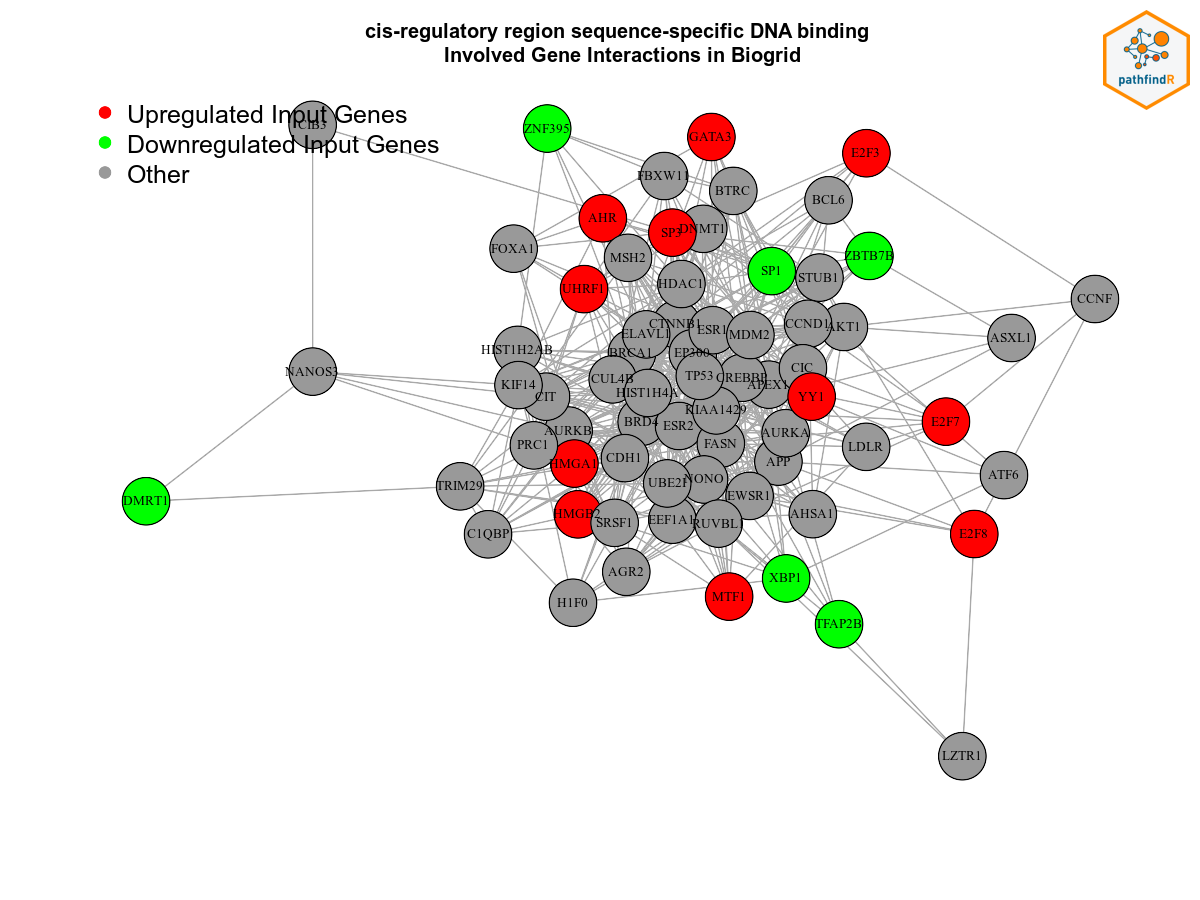 cis-regulatory region sequence-specific DNA binding
Involved Gene Interactions in Biogrid
pathfindR
Upregulated Input Genes
Downregulated Input Genes
Other
CIB3
ZNF395
GATA3
E2F3
FBXW11
BTRC
BCL6
AHR
SP3
DNMT1
FOXA1
MSH2
ZBTB7B
SP1
STUB1
HDAC1
UHRF1
CCNF
CTNNB1
CCND1
AKT1
ELAVL1
ESR1
MDM2
ASXL1
HIST1H2AB
BRCA1
EP300
CIC
NANOS3
KIF14
CUL4B
TP53
CREBBP
APEX1
CIT
HIST1H4A
YY1
KIAA1429
BRD4
ESR2
E2F7
AURKB
AURKA
PRC1
FASN
LDLR
HMGA1
CDH1
APP
ATF6
TRIM29
UBE2I
NONO
DMRT1
EWSR1
HMGB2
SRSF1
EEF1A1
RUVBL1
AHSA1
C1QBP
E2F8
AGR2
XBP1
H1F0
MTF1
TFAP2B
LZTR1